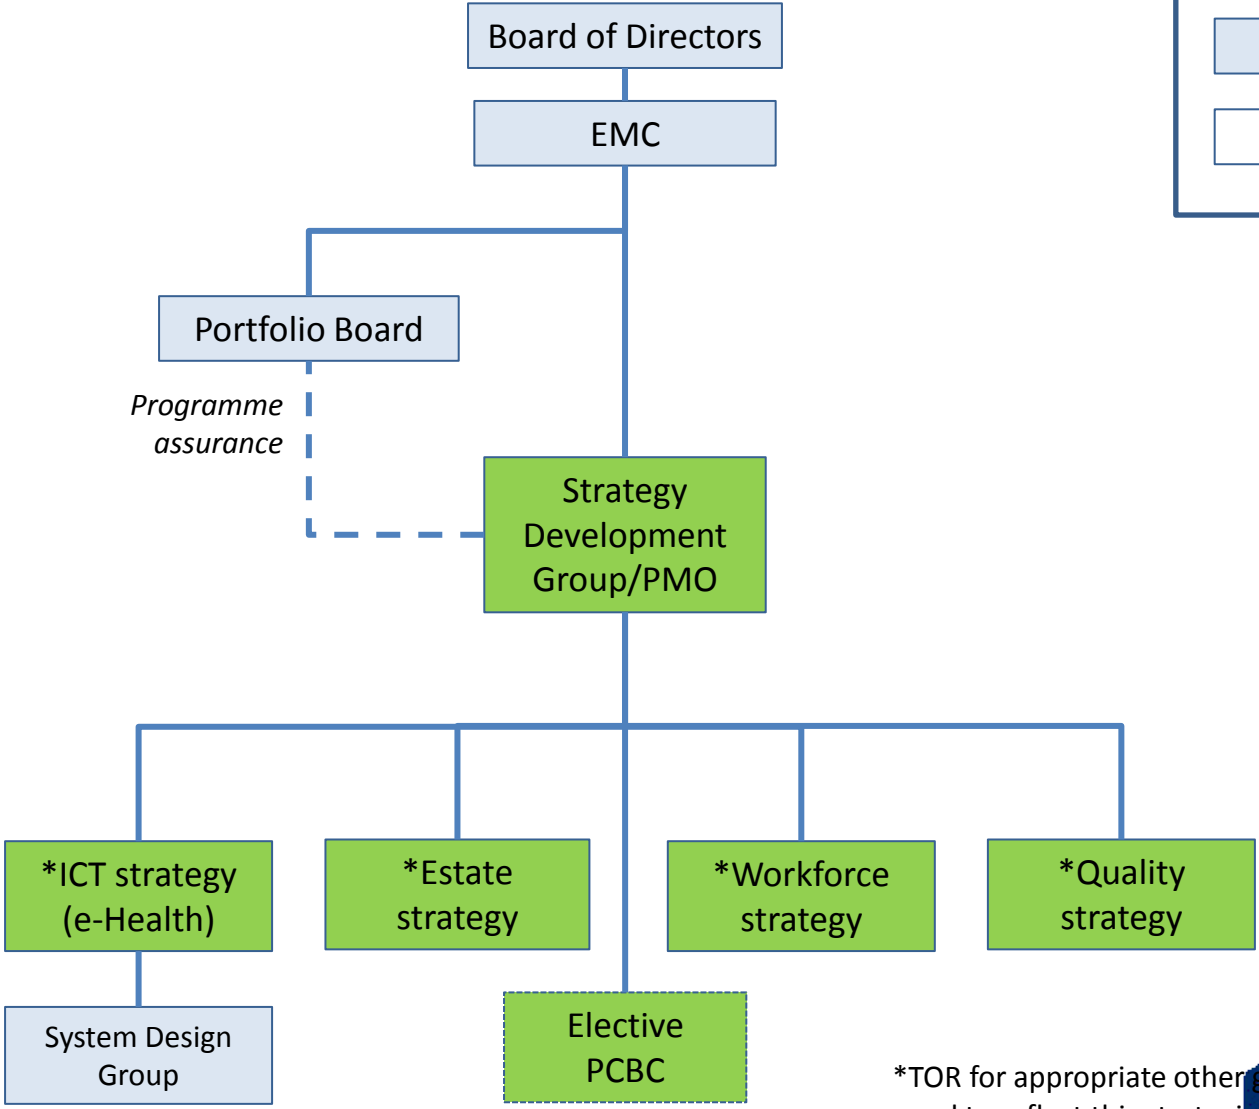 Board of Directors
EMC
Portfolio Board
Programme
assurance
Strategy
Development
Group/PMO
*ICT strategy
(e-Health)
*Estate
strategy
*Workforce
strategy
*Quality
strategy
System Design
Group
Elective
PCBC
*TOR for appropriate other